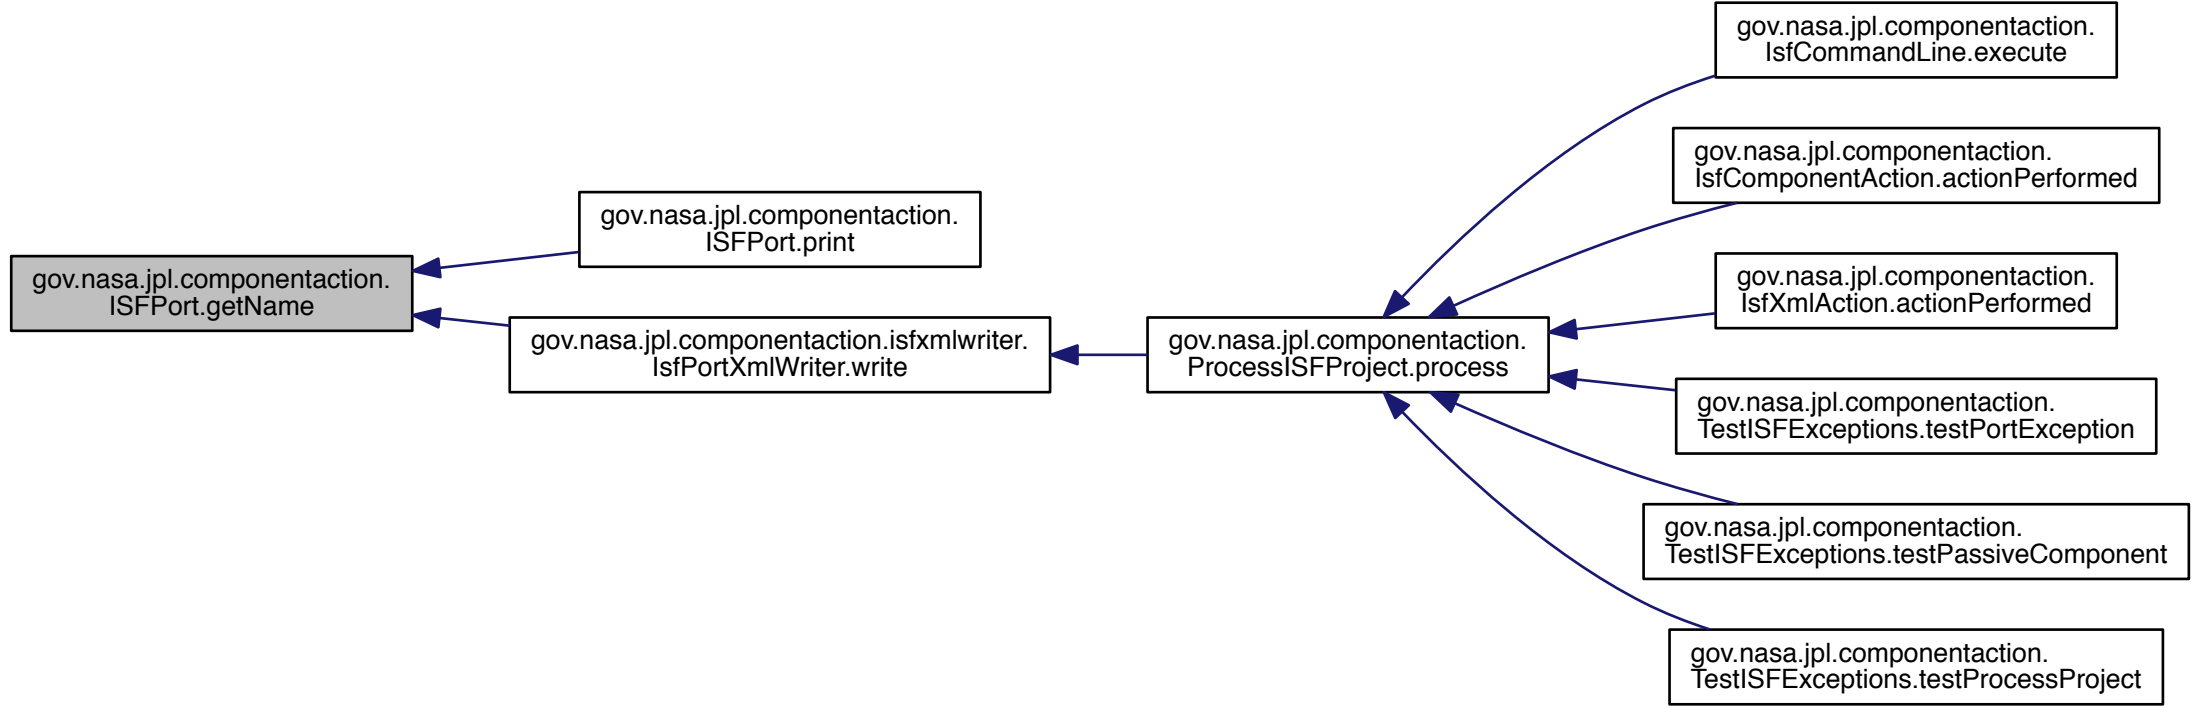 gov.nasa.jpl.componentaction.
ISFPort.getName
gov.nasa.jpl.componentaction.
ISFPort.print
gov.nasa.jpl.componentaction.isfxmlwriter.
IsfPortXmlWriter.write
gov.nasa.jpl.componentaction.
ProcessISFProject.process
gov.nasa.jpl.componentaction.
IsfCommandLine.execute
gov.nasa.jpl.componentaction.
IsfComponentAction.actionPerformed
gov.nasa.jpl.componentaction.
IsfXmlAction.actionPerformed
gov.nasa.jpl.componentaction.
TestISFExceptions.testPortException
gov.nasa.jpl.componentaction.
TestISFExceptions.testPassiveComponent
gov.nasa.jpl.componentaction.
TestISFExceptions.testProcessProject